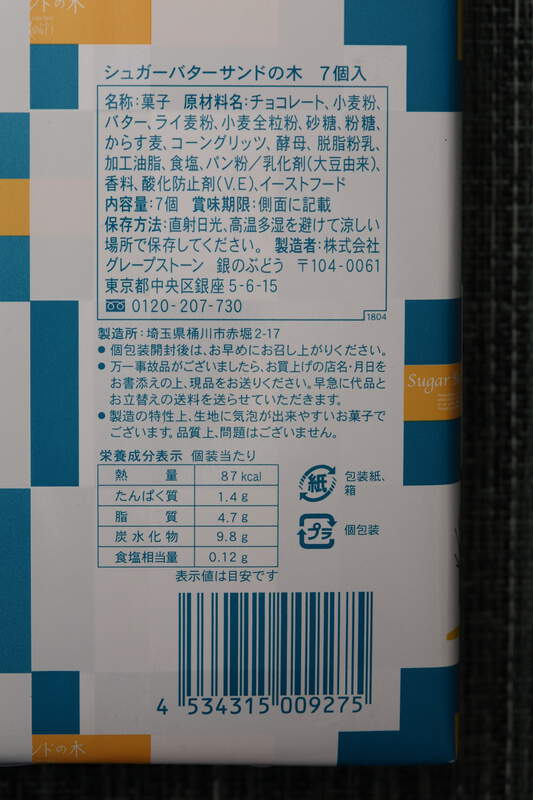 ンドの木
シュガーバターサンドの木　7個入
名称:菓子　原材料名:チョコレート、小麦粉、
バター、ライ麦粉、小麦全粒粉、砂糖、粉糖、
からす麦、コーングリッツ、酵母、脱脂粉乳、
加工油脂、食塩、パン粉／乳化剤(大豆由来)、
香料、酸化防止剤(V.E)、イーストフード
内容量:7個　賞味期限:側面に記載
保存方法:直射日光、高温多湿を避けて涼しい
場所で保存してください。　製造者:株式会社
グレープストーン　銀のぶどう　〒104-0061
東京都中央区銀座5-6-15
0120-207-730
1804
製造所:埼玉県桶川市赤堀2-17
● 個包装開封後は、お早めにお召し上がりください。
● 万一事故品がございましたら、お買上げの店名・月日を
お書添えの上、現品をお送りください。早急に代品と
お立替えの送料を送らせていただきます。
● 製造の特性上、生地に気泡が出来やすいお菓子で
ございます。品質上、問題はございません。
Sugar
栄養成分表示　個装当たり
熱　量　87 kcal
たんぱく質　1.4 g
脂　質　4.7 g
炭水化物　9.8 g
食塩相当量　0.12 g
表示値は目安です
紙　包装紙、
箱
プラ　個包装
4 534315 009275
ンドの木